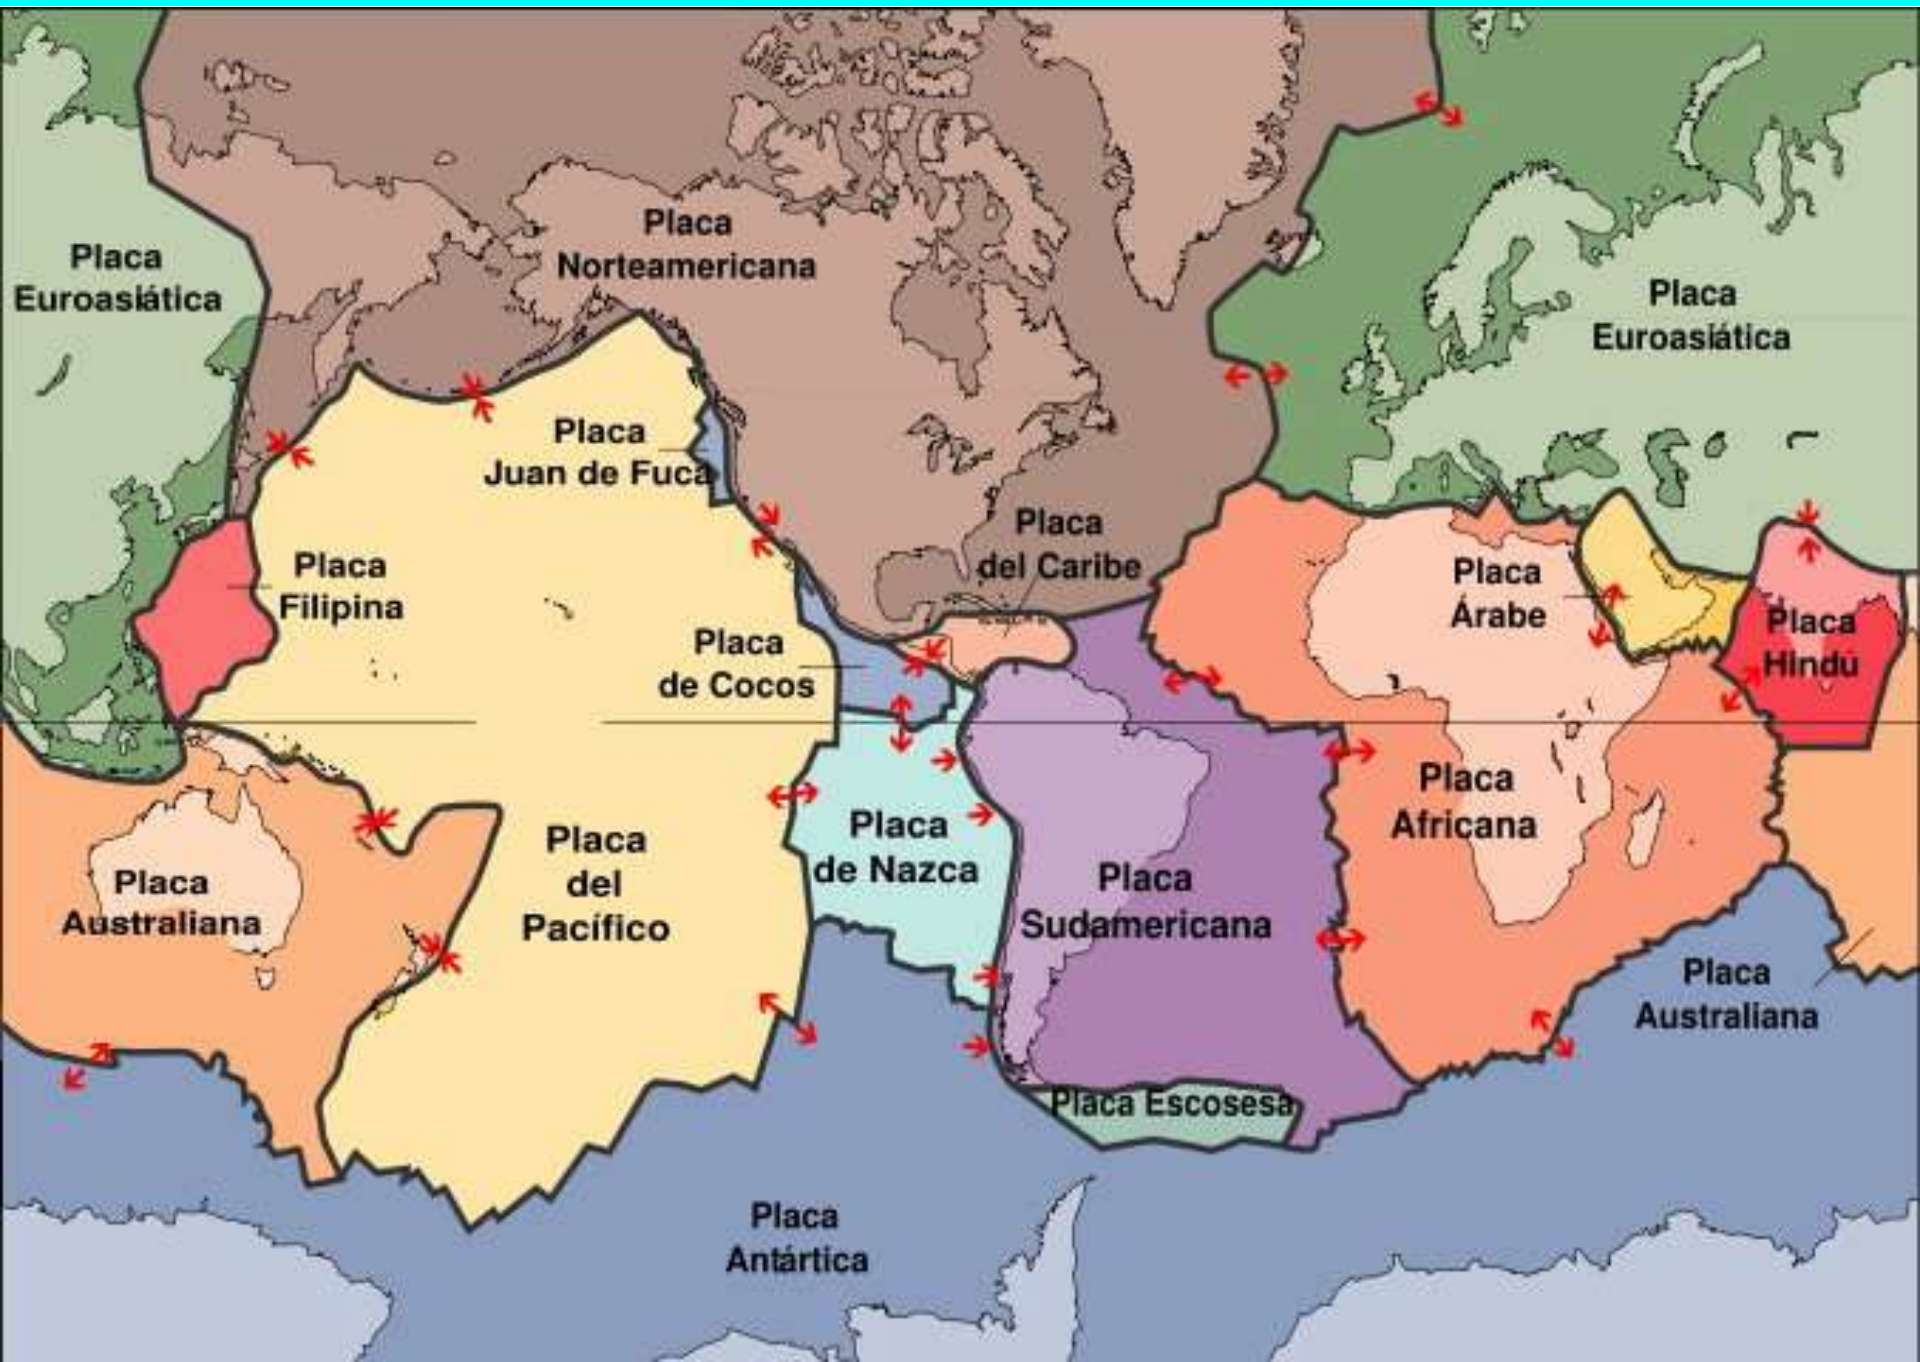 Placa
Norteamericana
Placa
Euroasiática
Placa
Euroasiática
Placa
Juan de Fuca
Placa
del Caribe
Placa
Filipina
Placa
Árabe
Placa
Hindú
Placa
de Cocos
Placa
Africana
Placa
de Nazca
Placa
del
Pacífico
Placa
Sudamericana
Placa
Australiana
Placa
Australiana
Placa Escosesa
Placa
Antártica